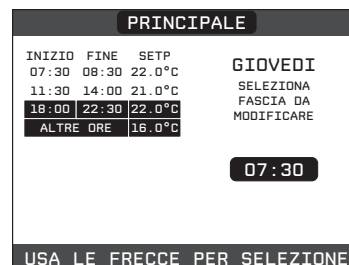 PRINCIPALE
INIZIO FINE SETP
07:30 08:30 22.0°C
11:30 14:00 21.0°C
18:00 22:30 22.0°C
ALTRE ORE 16.0°C
GIOVEDI
SELEZIONA
FASCIA DA
MODIFICARE
07:30
USA LE FRECCE PER SELEZIONE